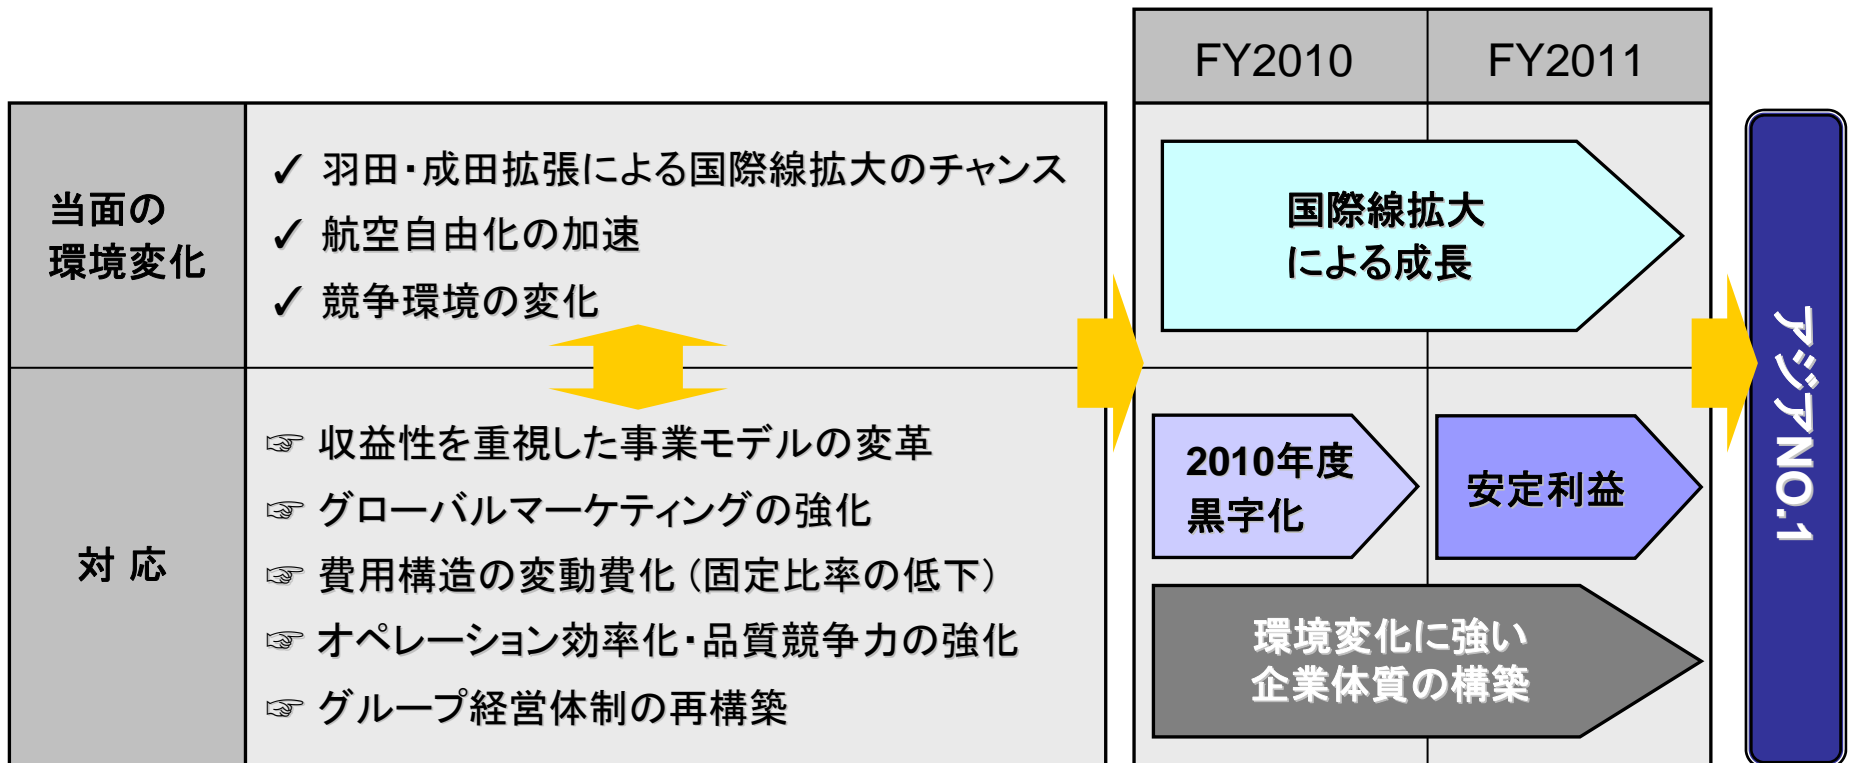 FY2010 FY2011
当面の
環境変化
✓ 羽田・成田拡張による国際線拡大のチャンス
✓ 航空自由化の加速
✓ 競争環境の変化
国際線拡大
による成長
対 応
☞ 収益性を重視した事業モデルの変革
☞ グローバルマーケティングの強化
☞ 費用構造の変動費化 (固定比率の低下)
☞ オペレーション効率化・品質競争力の強化
☞ グループ経営体制の再構築
2010年度
黒字化
安定利益
環境変化に強い
企業体質の構築
アジアNO.1